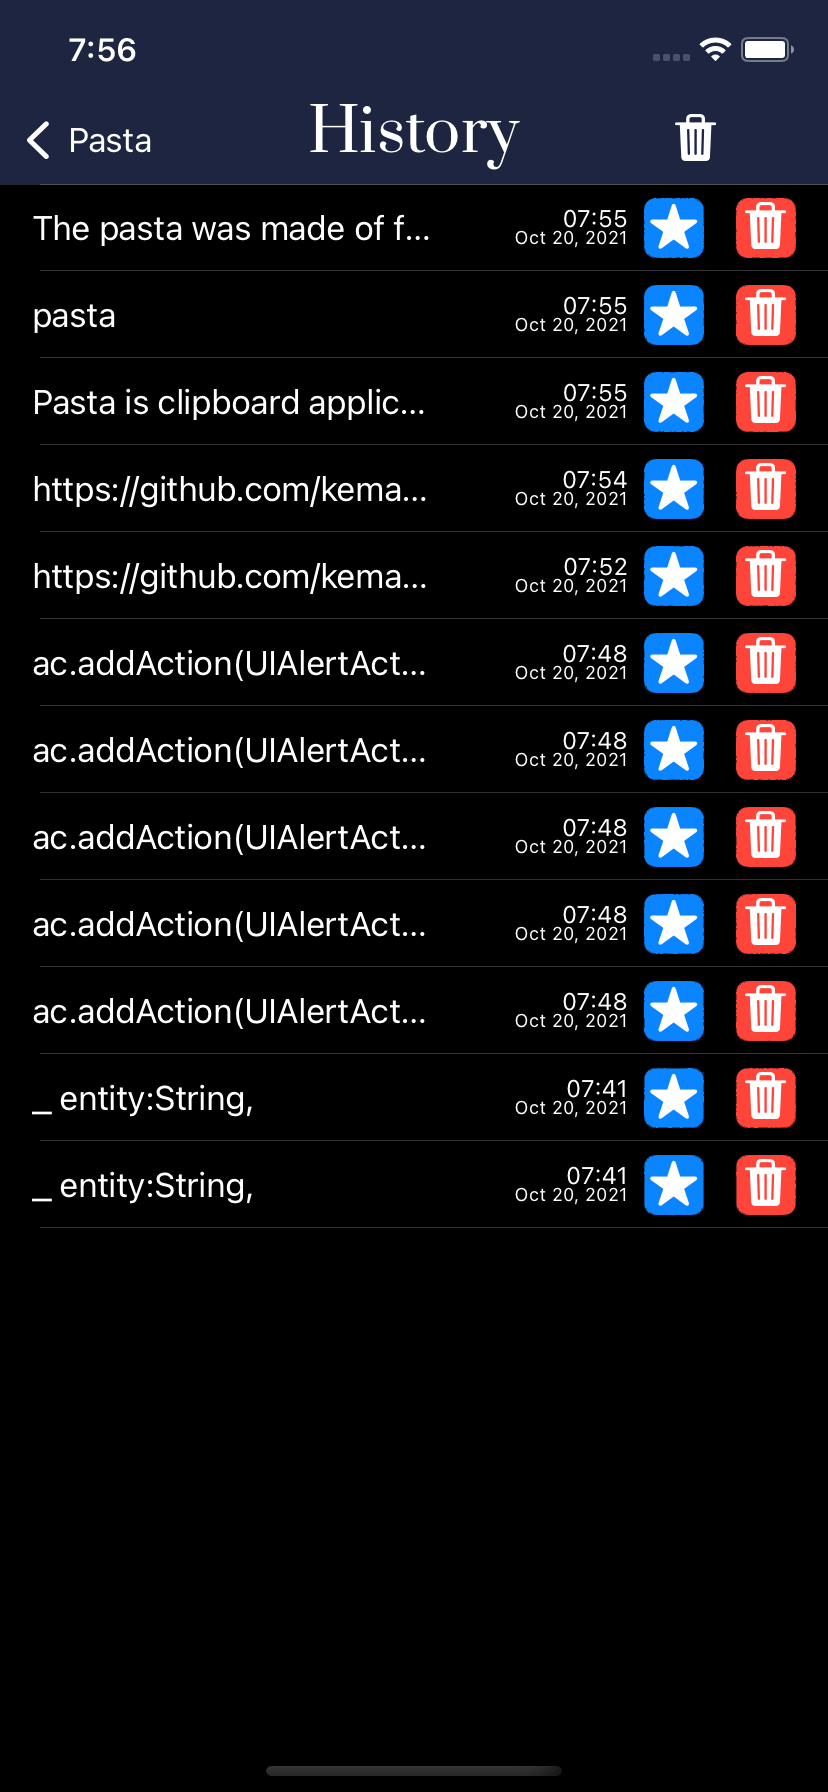 7:56
Pasta
History
The pasta was made of f...
07:55
Oct 20, 2021
pasta
07:55
Oct 20, 2021
Pasta is clipboard applic...
07:55
Oct 20, 2021
https://github.com/kema...
07:54
Oct 20, 2021
https://github.com/kema...
07:52
Oct 20, 2021
ac.addAction(UIAlertAct...
07:48
Oct 20, 2021
ac.addAction(UIAlertAct...
07:48
Oct 20, 2021
ac.addAction(UIAlertAct...
07:48
Oct 20, 2021
ac.addAction(UIAlertAct...
07:48
Oct 20, 2021
ac.addAction(UIAlertAct...
07:48
Oct 20, 2021
_ entity:String,
07:41
Oct 20, 2021
_ entity:String,
07:41
Oct 20, 2021